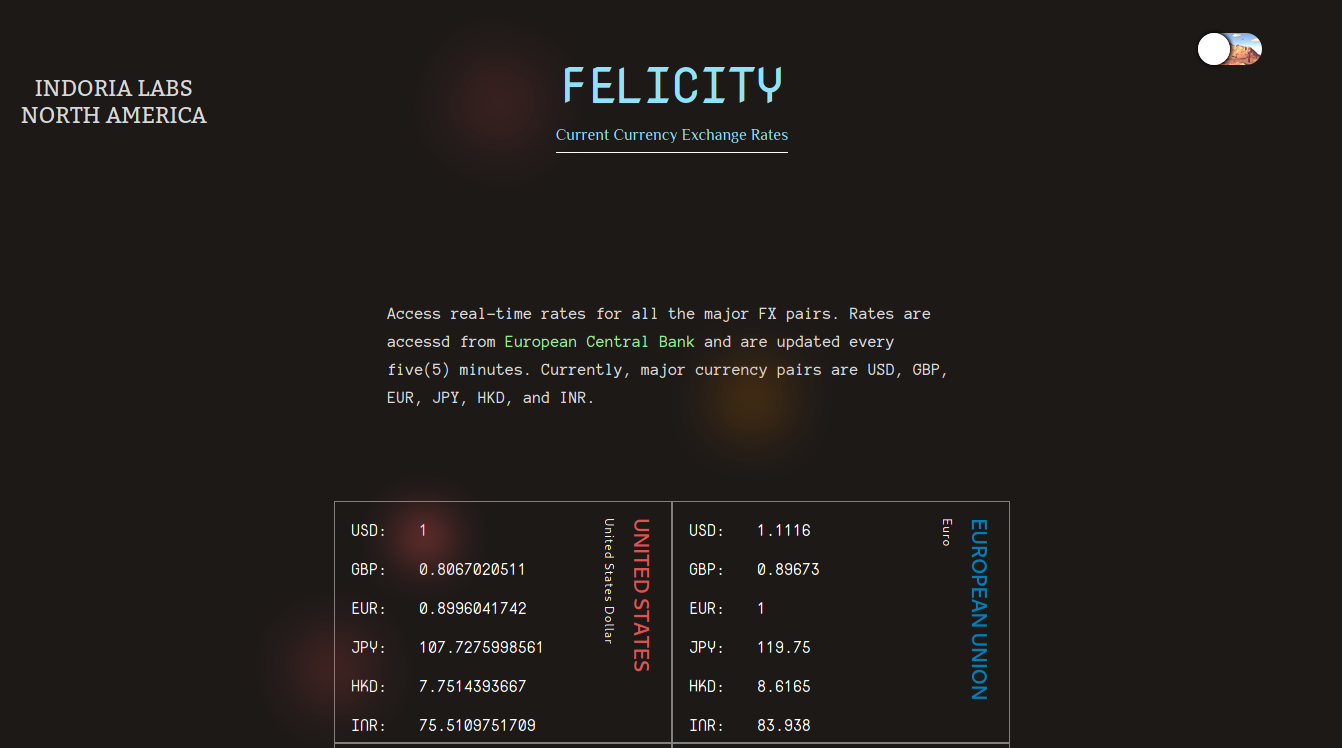 INDORIA LABS
NORTH AMERICA
FELICITY
Current Currency Exchange Rates
Access real-time rates for all the major FX pairs. Rates are
accessd from European Central Bank and are updated every
five(5) minutes. Currently, major currency pairs are USD, GBP,
EUR, JPY, HKD, and INR.
USD: 1
GBP: 0.8067020511
EUR: 0.8996041742
JPY: 107.7275998561
HKD: 7.7514393667
INR: 75.5109751709
United States Dollar
UNITED STATES
USD: 1.1116
GBP: 0.89673
EUR: 1
JPY: 119.75
HKD: 8.6165
INR: 83.938
Euro
EUROPEAN UNION